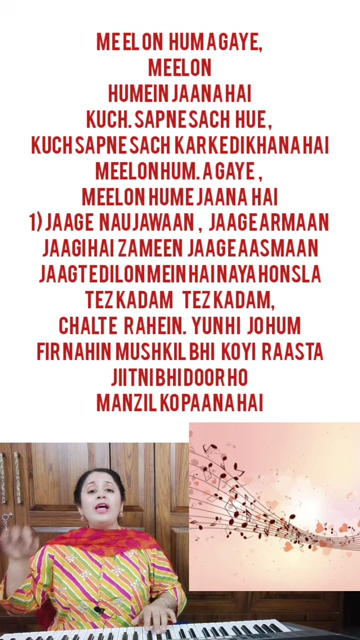 MEELON HUM AGAYE,
MEELON
HUMEIN JAANA HAI
KUCH. SAPNE SACH HUE,
KUCH SAPNE SACH KAR KE DIKHANA HAI
MEELON HUM. A GAYE,
MEELON HUME JAANA HAI
1) JAAGE NAUJAWAAN, JAAGE ARMAAN
JAAGI HAI ZAMEEN JAAGE AASMAAN
JAAGTE DILON MEIN HAI NAYA HONSLA
TEZ KADAM TEZ KADAM,
CHALTE RAHEIN. YUNHI JO HUM
FIR NAHIN MUSHKIL BHI KOYI RAASTA
JIITNI BHI DOOR HO
MANZIL KO PAANA HAI